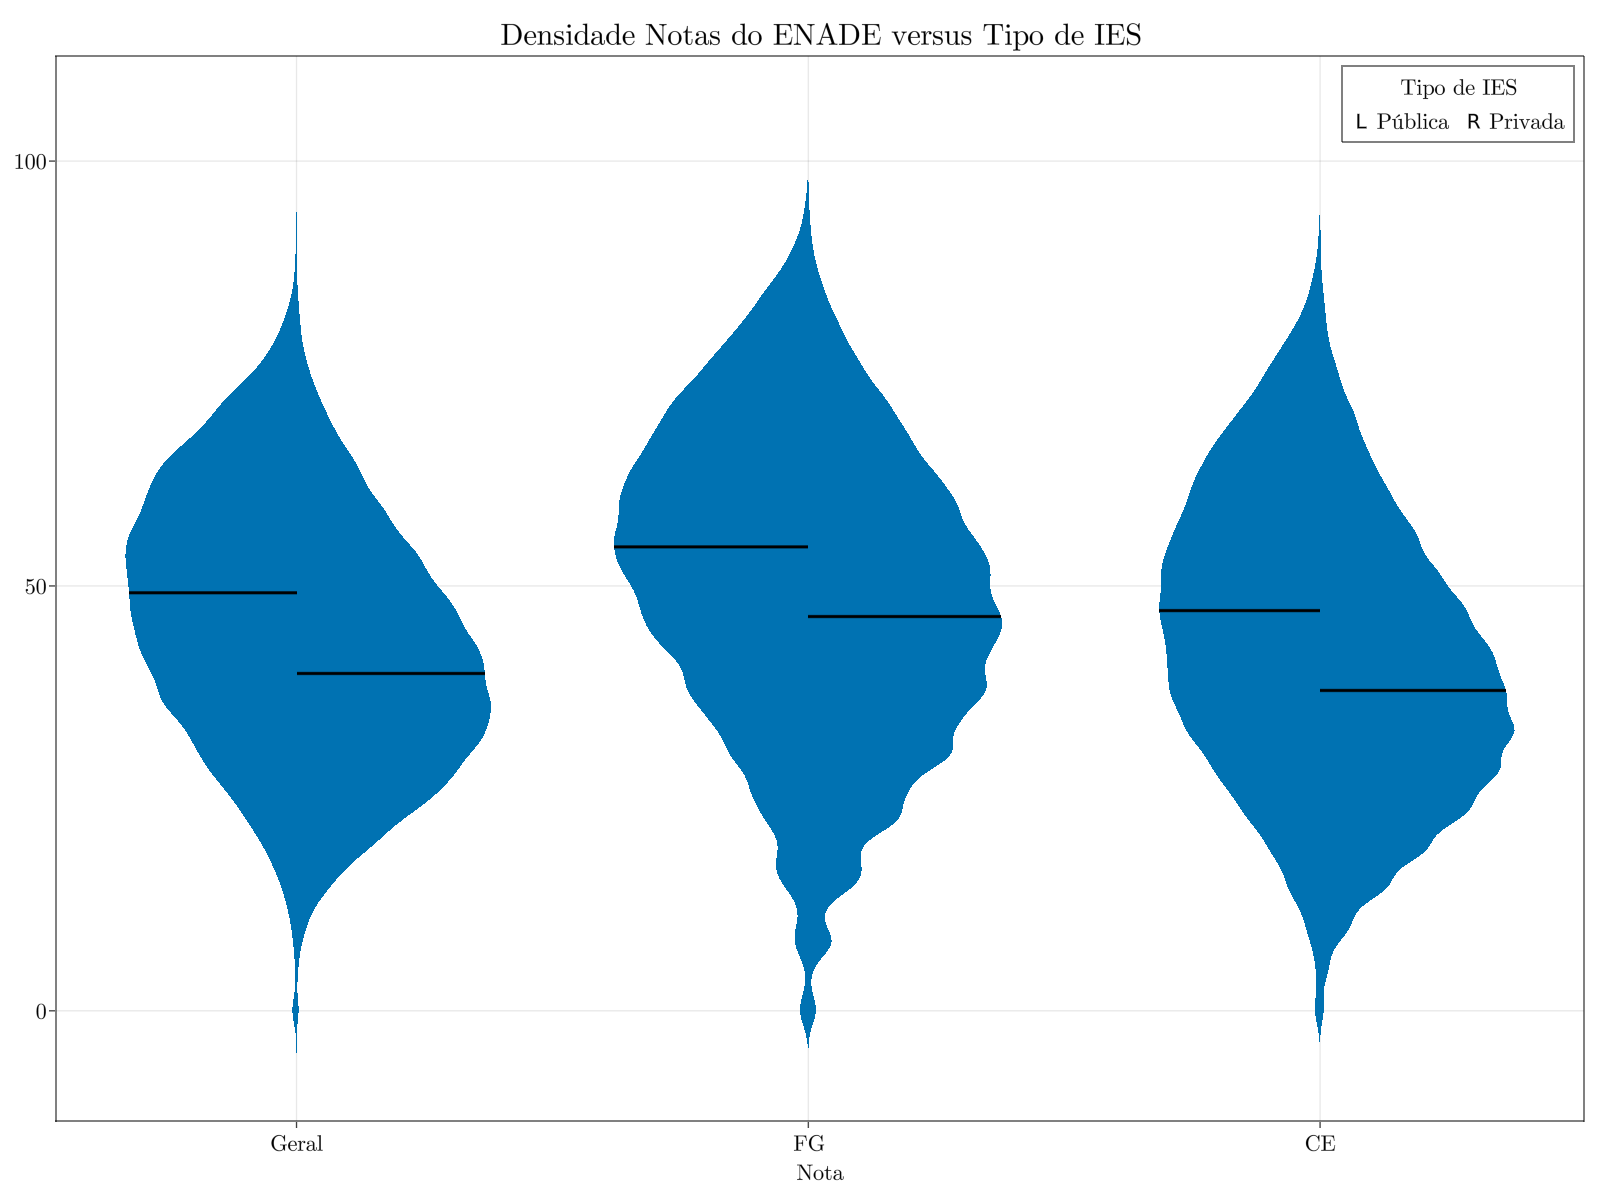 Densidade Notas do ENADE versus Tipo de IES
Tipo de IES
L Pública R Privada
100
50
0
Geral FG CE
Nota